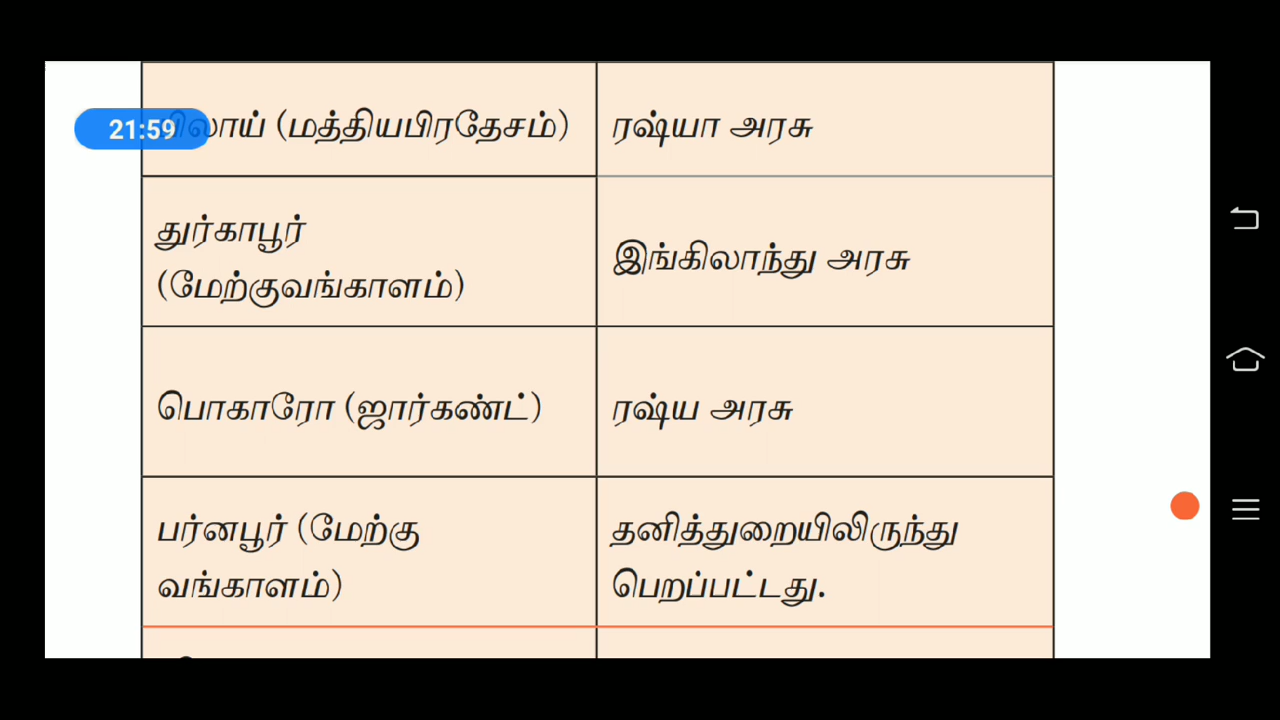 21:59
(மத்தியபிரதேசம்) ரஷ்யா அரசு
துர்காபூர்
(மேற்குவங்காளம்)
இங்கிலாந்து அரசு
பொகாரோ (ஜார்கண்ட்) ரஷ்ய அரசு
பர்னபூர் (மேற்கு
வங்காளம்)
தனித்துறையிலிருந்து
பெறப்பட்டது.